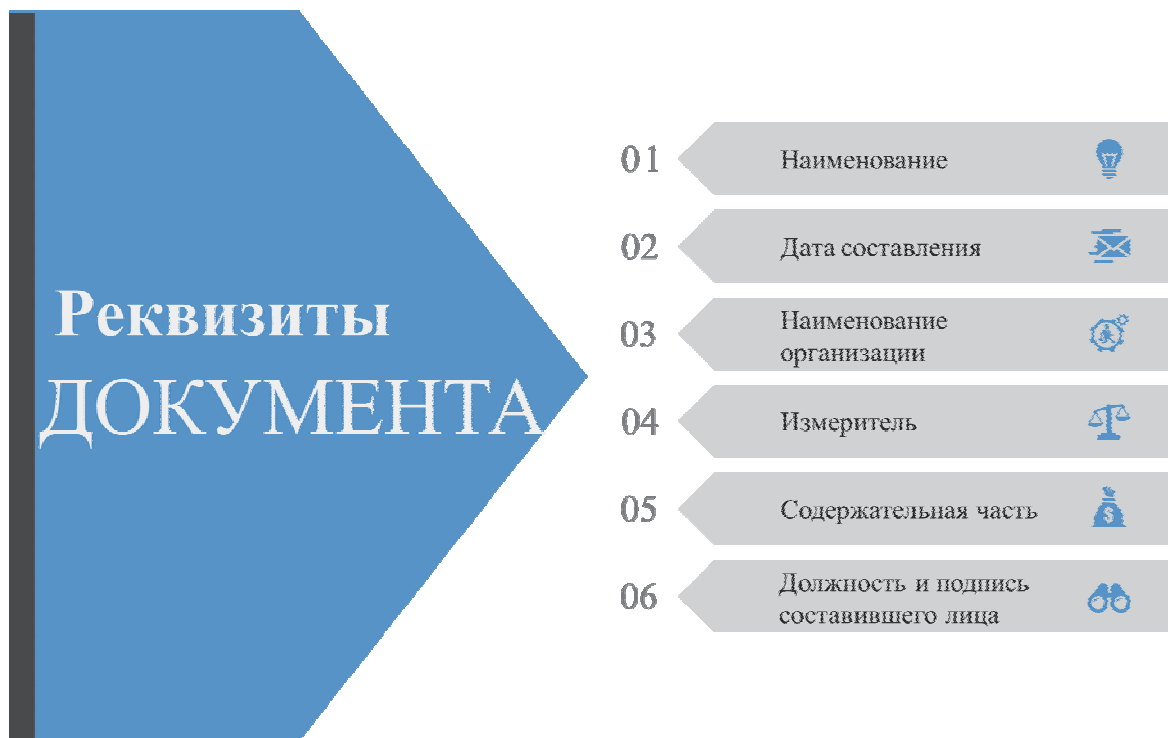 Реквизиты
ДОКУМЕНТА
01 Наименование
02 Дата составления
03 Наименование
организации
04 Измеритель
05 Содержательная часть
06 Должность и подпись
составившего лица